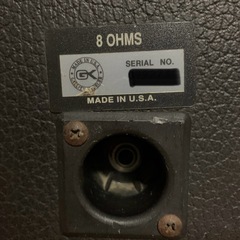 8 OHMS
GK
SERIAL NO.
MADE IN U.S.A.